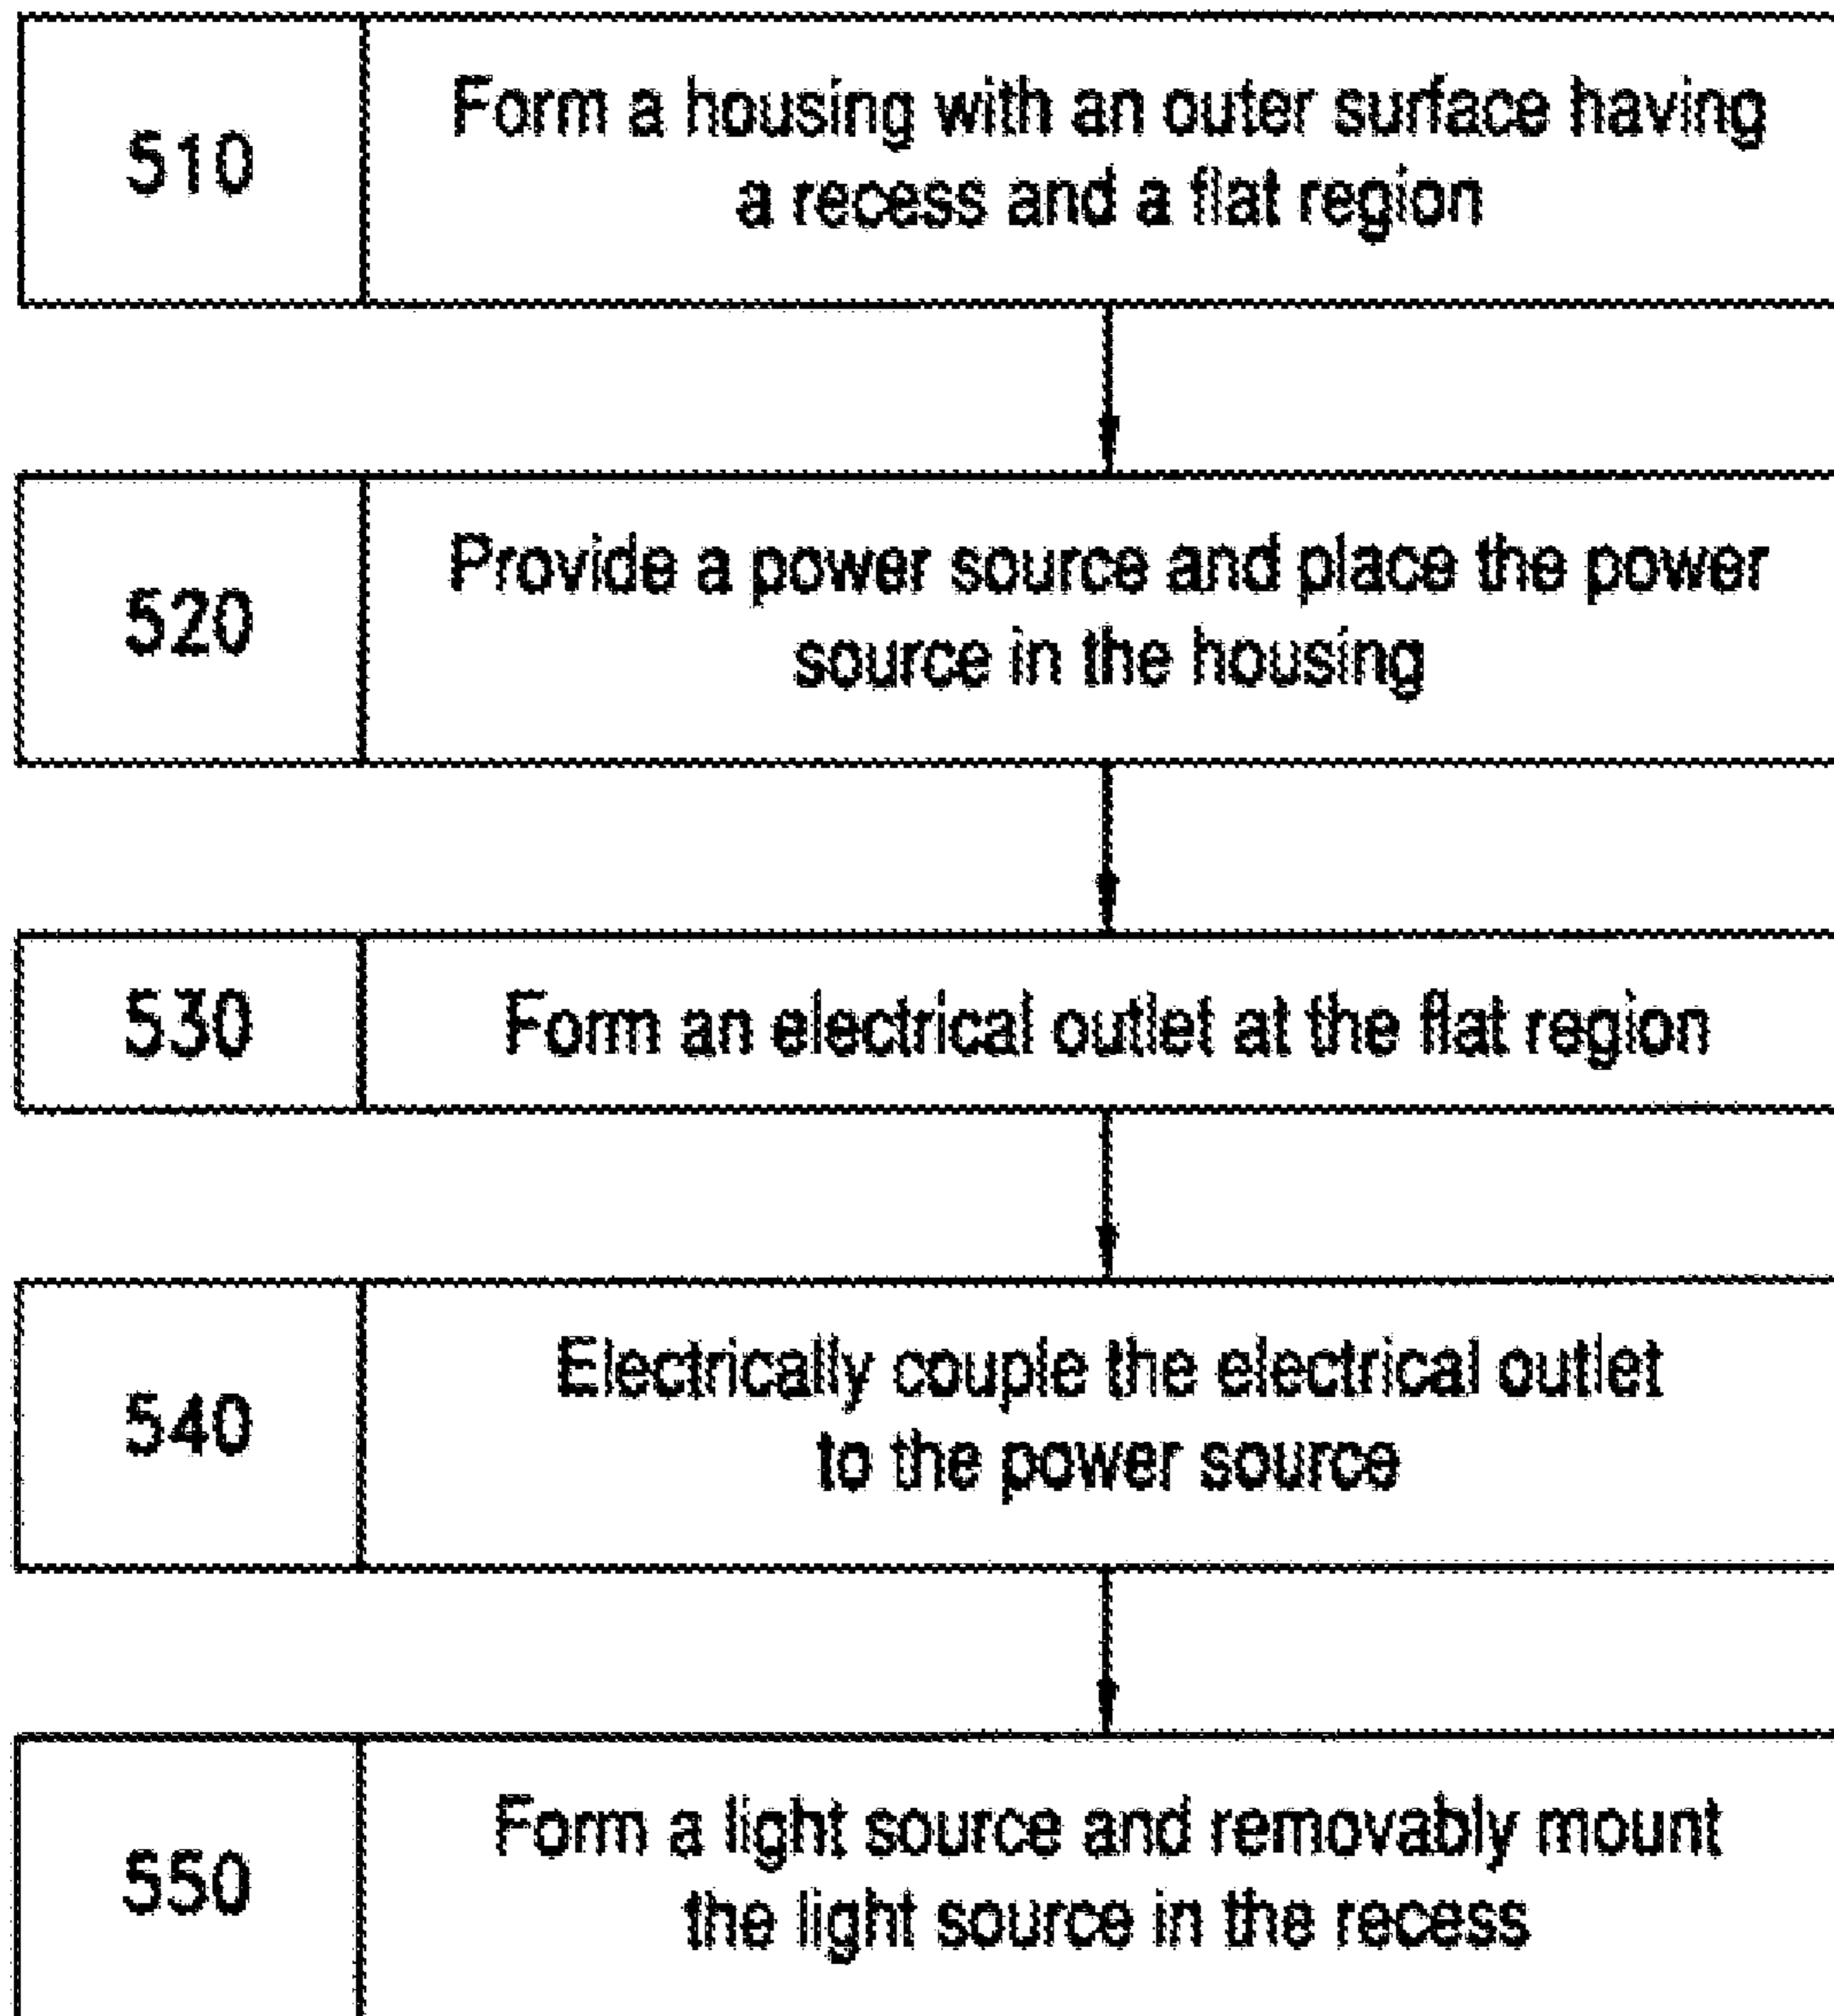 510
Form a housing with an outer surface having
a recess and a flat region
520
Provide a power source and place the power
source in the housing
530
Form an electrical outlet at the flat region
540
Electrically couple the electrical outlet
to the power source
550
Form a light source and removably mount
the light source in the recess